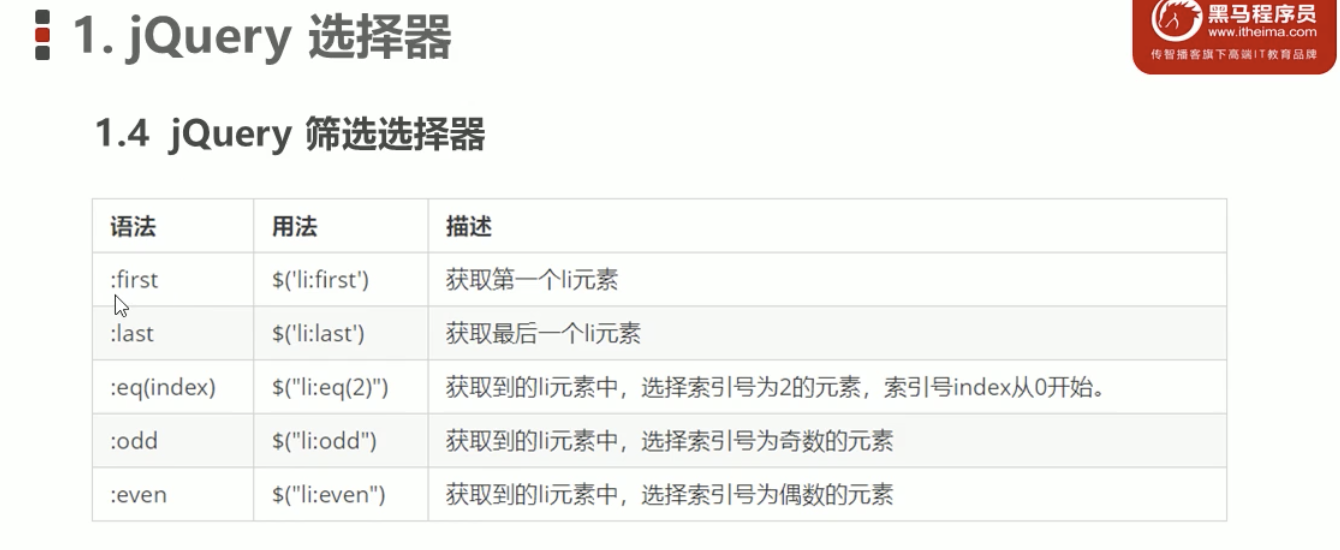 1. jQuery 选择器
黑马程序员
www.itheima.com
传智播客旗下高端IT教育品牌
1.4 jQuery 筛选选择器
语法 用法 描述
:first $('li:first') 获取第一个li元素
:last $('li:last') 获取最后一个li元素
:eq(index) $("li:eq(2)") 获取到的li元素中，选择索引号为2的元素，索引号index从0开始。
:odd $("li:odd") 获取到的li元素中，选择索引号为奇数的元素
:even $("li:even") 获取到的li元素中，选择索引号为偶数的元素